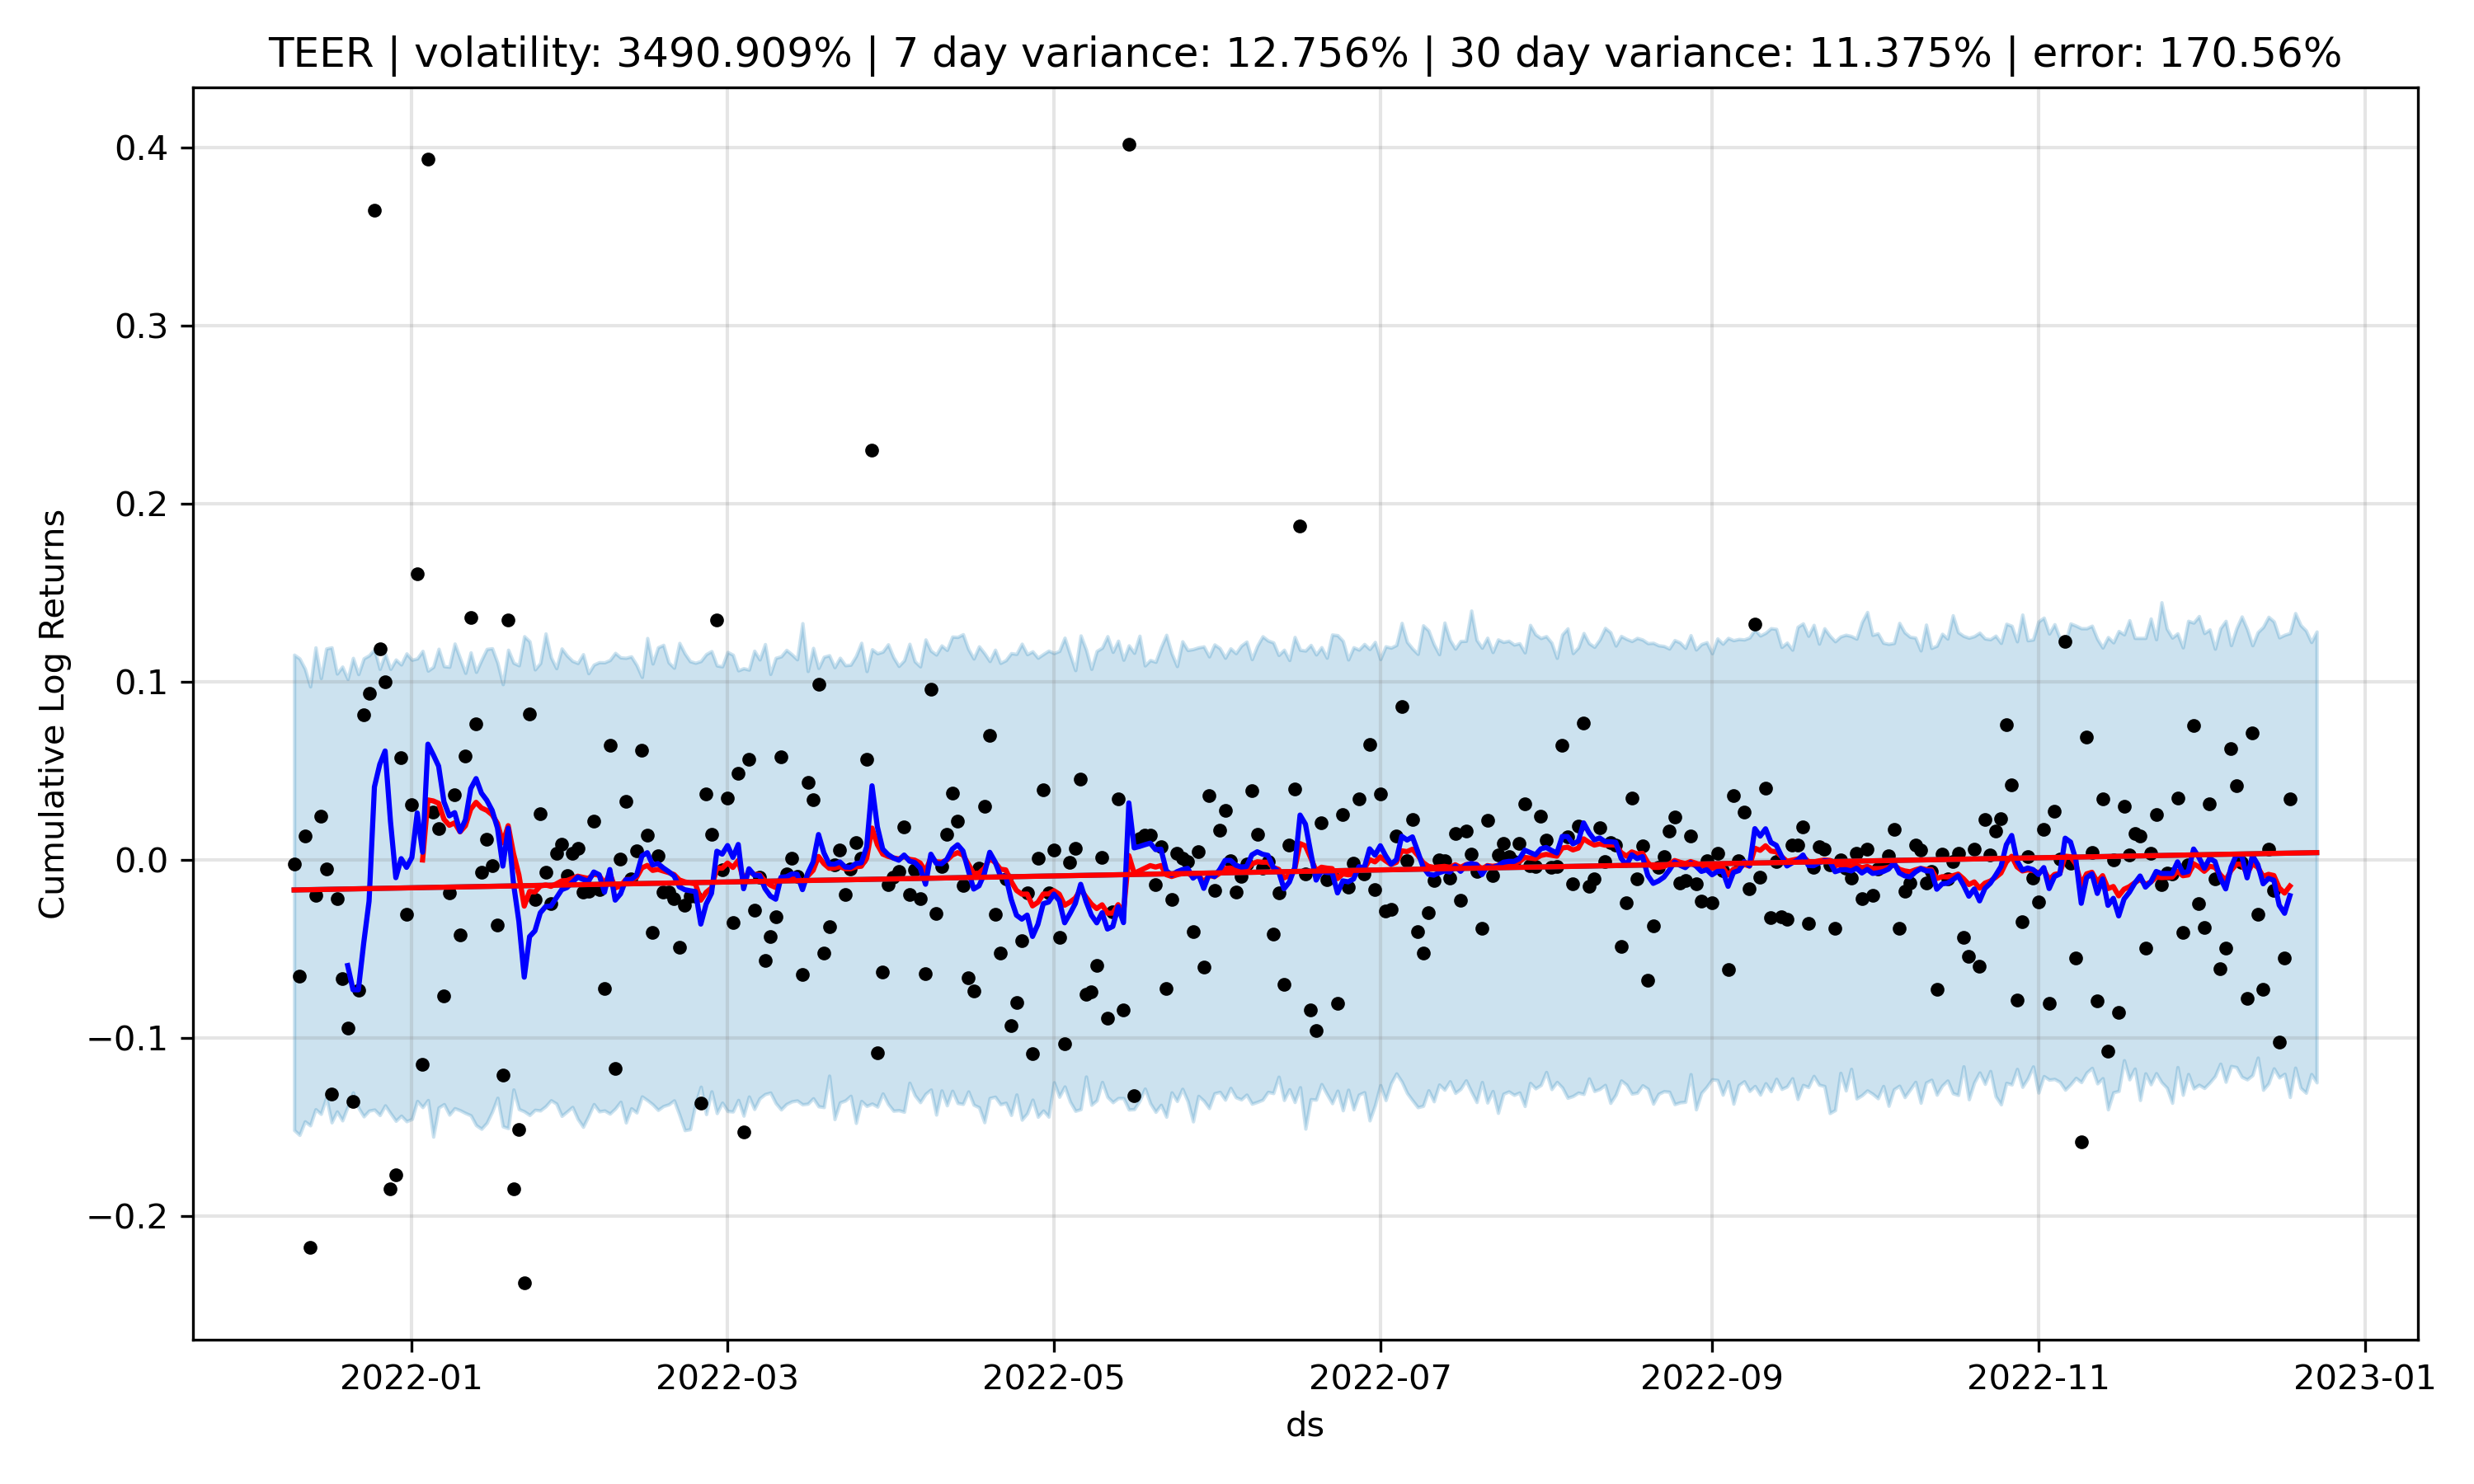 TEER | volatility: 3490.909% | 7 day variance: 12.756% | 30 day variance: 11.375% | error: 170.56%
Cumulative Log Returns
0.4
0.3
0.2
0.1
0.0
−0.1
−0.2
2022-01 2022-03 2022-05 2022-07 2022-09 2022-11 2023-01
ds